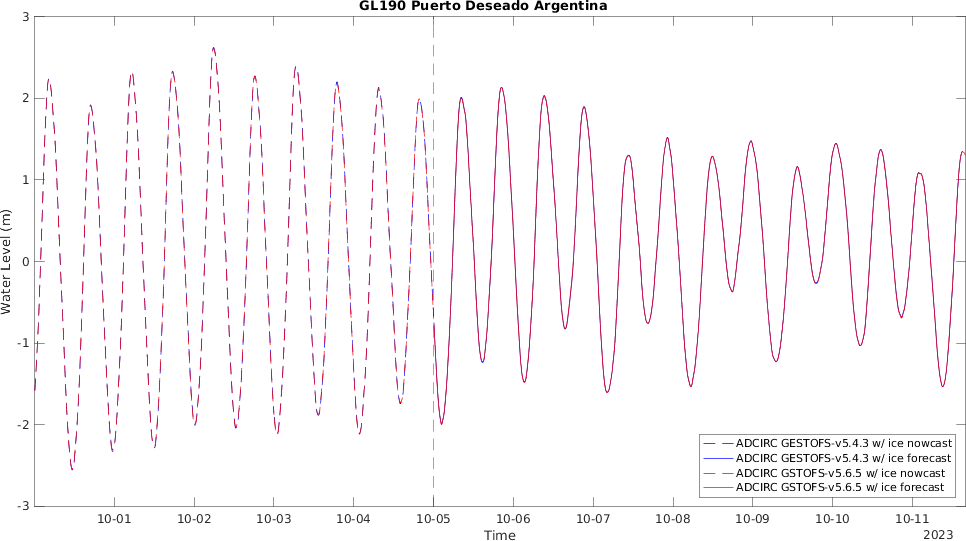 GL190 Puerto Deseado Argentina
3
2
1
0
-1
-2
-3
Water Level (m)
ADCIRC GESTOFS-v5.4.3 w/ ice nowcast
ADCIRC GESTOFS-v5.4.3 w/ ice forecast
ADCIRC GSTOFS-v5.6.5 w/ ice nowcast
ADCIRC GSTOFS-v5.6.5 w/ ice forecast
10-01 10-02 10-03 10-04 10-05 10-06 10-07 10-08 10-09 10-10 10-11
Time
2023